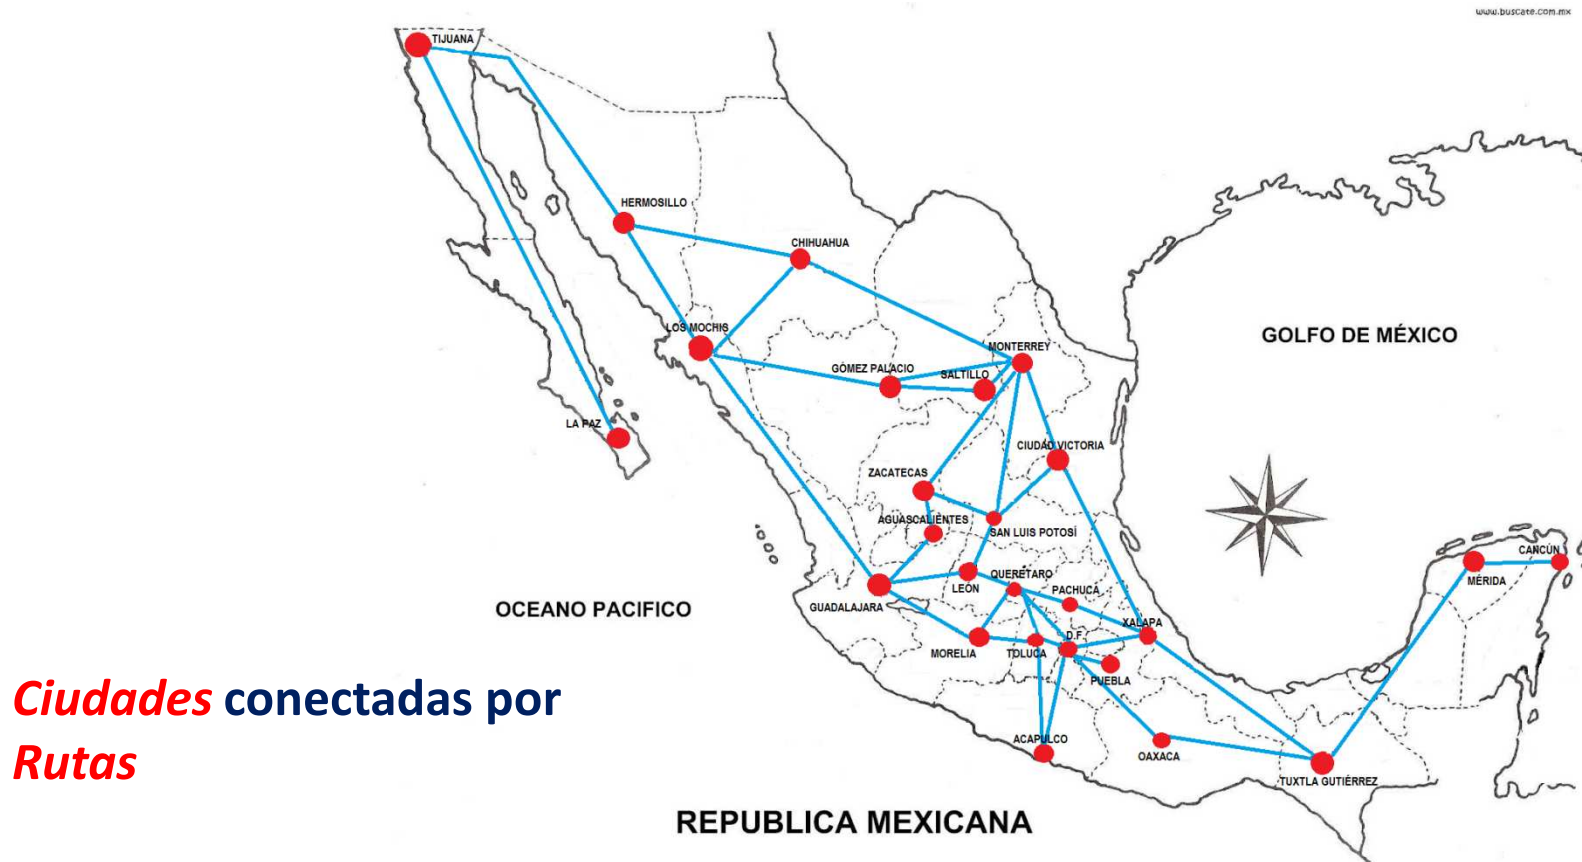 www.buscate.com.mx
TIJUANA
HERMOSILLO
CHIHUAHUA
LOS MOCHIS
MONTERREY
GOLFO DE MÉXICO
GÓMEZ PALACIO
SALTILLO
LA PAZ
CIUDAD VICTORIA
ZACATECAS
AGUASCALIENTES
SAN LUIS POTOSÍ
CANCÚN
QUERÉTARO
MÉRIDA
LEÓN
PACHUCA
OCEANO PACIFICO
GUADALAJARA
XALAPA
D.F.
MORELIA
TOLUCA
PUEBLA
Ciudades conectadas por
Rutas
ACAPULCO
OAXACA
TUXTLA GUTIÉRREZ
REPUBLICA MEXICANA